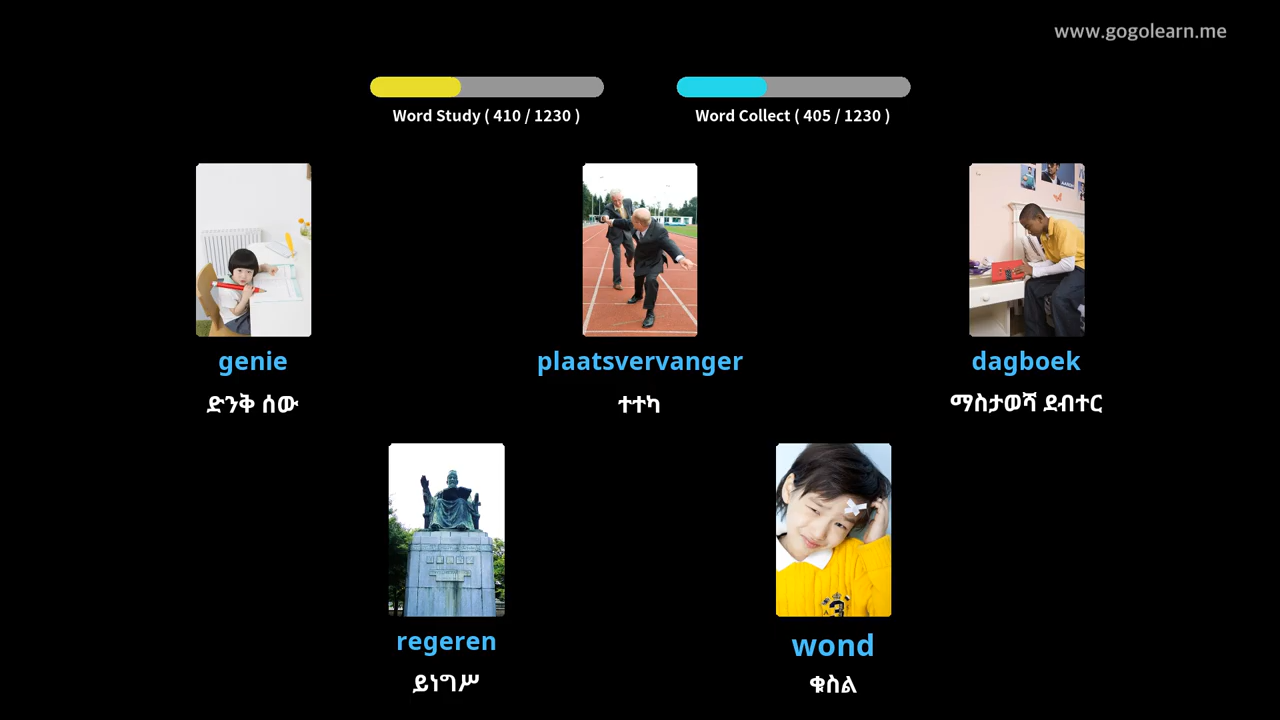 www.gogolearn.me
Word Study ( 410 / 1230 )
Word Collect ( 405 / 1230 )
genie
plaatsvervanger
dagboek
ድንቅ ሰው
ተተካ
ማስታወሻ ደብተር
regeren
wond
ይነግሥ
ቁስል